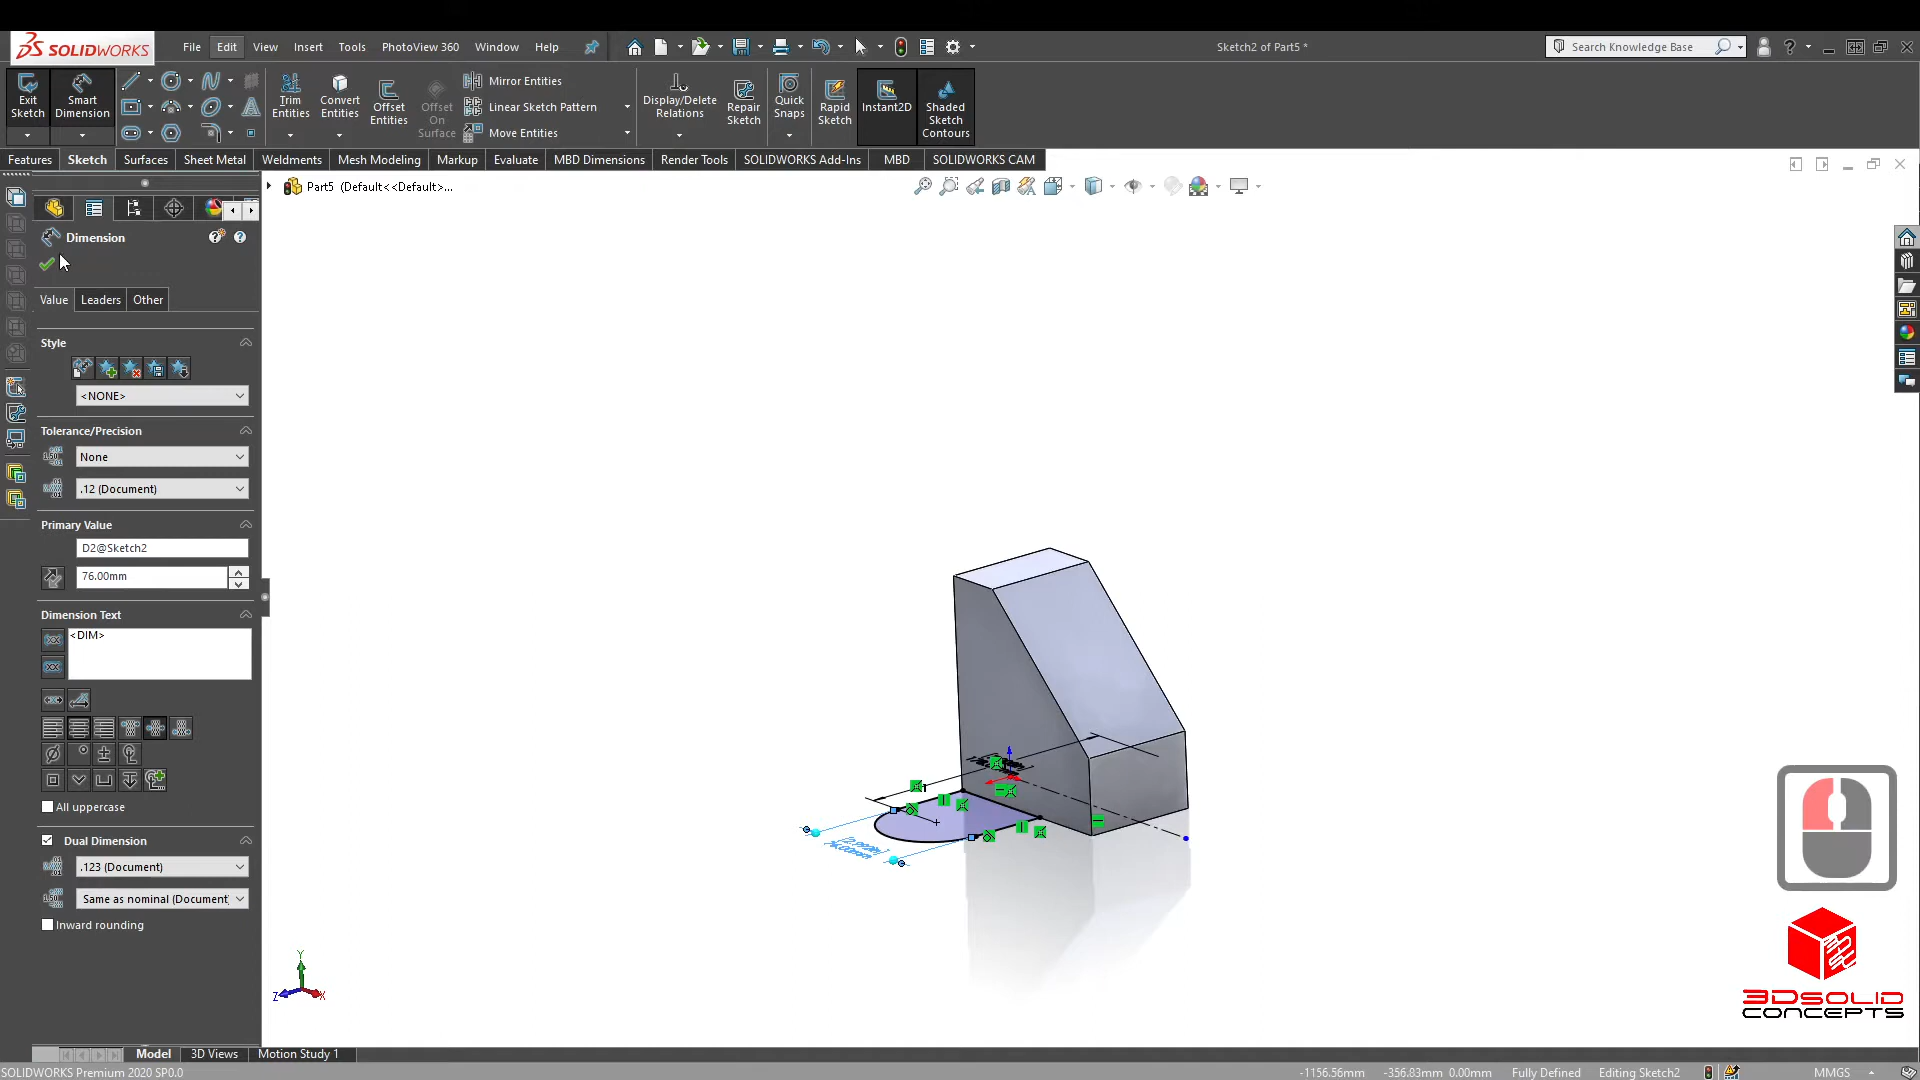 SOLIDWORKS
File Edit View Insert Tools PhotoView 360 Window Help
Sketch2 of Part5 *
Search Knowledge Base
Exit Sketch
Smart Dimension
Trim Entities
Convert Entities
Offset Entities
Offset On Surface
Mirror Entities
Linear Sketch Pattern
Move Entities
Display/Delete Relations
Repair Sketch
Quick Snaps
Rapid Sketch
Instant2D
Shaded Sketch Contours
Features Sketch Surfaces Sheet Metal Weldments Mesh Modeling Markup Evaluate MBD Dimensions Render Tools SOLIDWORKS Add-Ins MBD SOLIDWORKS CAM
Part5 (Default<<Default>...
Dimension
Value Leaders Other
Style
<NONE>
Tolerance/Precision
None
.12 (Document)
Primary Value
D2@Sketch2
76.00mm
Dimension Text
<DIM>
All uppercase
Dual Dimension
.123 (Document)
Same as nominal (Document)
Inward rounding
Y
Z X
3DSOLID
CONCEPTS
Model 3D Views Motion Study 1
SOLIDWORKS Premium 2020 SP0.0
-1156.56mm -356.83mm 0.00mm Fully Defined Editing Sketch2 MMGS